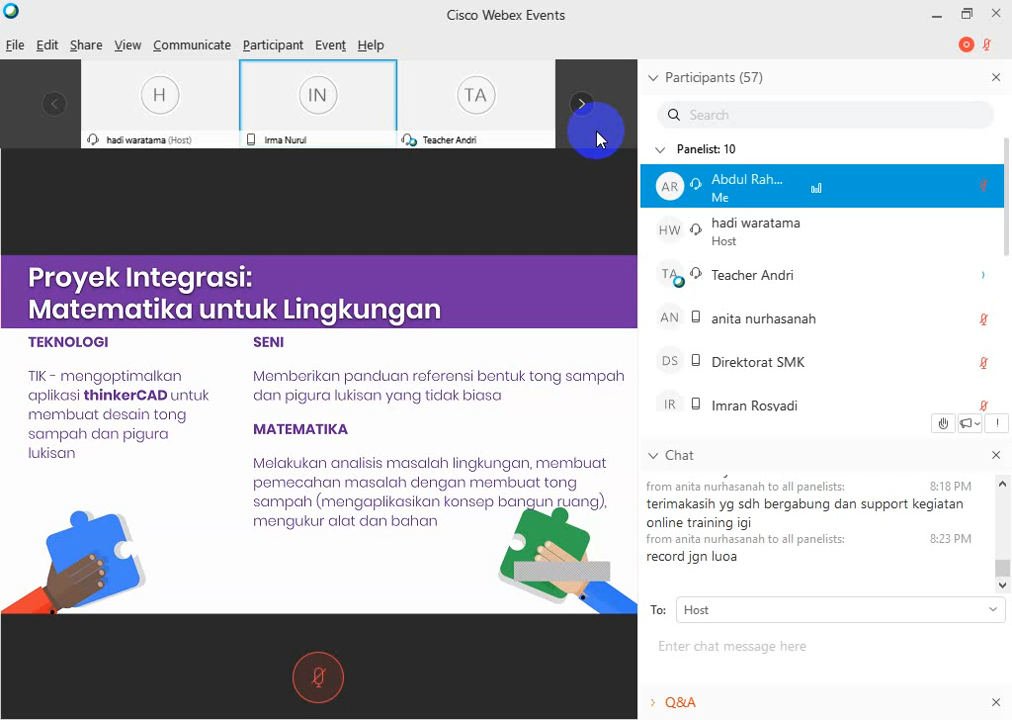 Cisco Webex Events
File Edit Share View Communicate Participant Event Help
H
hadi waratama (Host)
IN
Irma Nurul
TA
Teacher Andri
Proyek Integrasi:
Matematika untuk Lingkungan
TEKNOLOGI
TIK - mengoptimalkan
aplikasi thinkerCAD untuk
membuat desain tong
sampah dan pigura
lukisan
SENI
Memberikan panduan referensi bentuk tong sampah
dan pigura lukisan yang tidak biasa
MATEMATIKA
Melakukan analisis masalah lingkungan, membuat
pemecahan masalah dengan membuat tong
sampah (mengaplikasikan konsep bangun ruang),
mengukur alat dan bahan
Participants (57)
Search
Panelist: 10
AR
Abdul Rah...
Me
HW
hadi waratama
Host
TA
Teacher Andri
AN
anita nurhasanah
DS
Direktorat SMK
IR
Imran Rosyadi
Chat
from anita nurhasanah to all panelists: 8:18 PM
terimakasih yg sdh bergabung dan support kegiatan
online training igi
from anita nurhasanah to all panelists: 8:23 PM
record jgn luoa
To: Host
Enter chat message here
Q&A